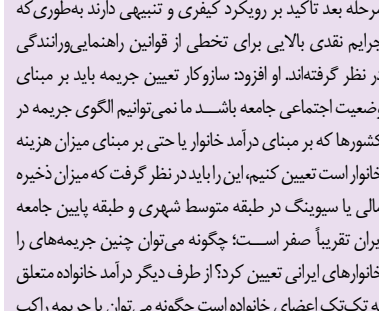 مرحله بعد تاکید بر رویکرد کیفری و تنبیهی دارند به‌طوری‌که
جرایم نقدی بالایی برای تخطی از قوانین راهنمایی‌ورانندگی
در نظر گرفته‌اند. او افزود: سازوکار تعیین جریمه باید بر مبنای
وضعیت اجتماعی جامعه باشد ما نمی‌توانیم الگوی جریمه در
کشورها که بر مبنای درآمد خانوار یا حتی بر مبنای میزان هزینه
خانوار است تعیین کنیم، این را باید در نظر گرفت که میزان ذخیره
مالی یا سیوینگ در طبقه متوسط شهری و طبقه پایین جامعه
ایران تقریباً صفر است؛ چگونه می‌توان چنین جریمه‌های را
خانوارهای ایرانی تعیین کرد؟ از طرف دیگر درآمد خانواده متعلق
به تک‌تک اعضای خانواده است چگونه می‌توان با جریمه راکب